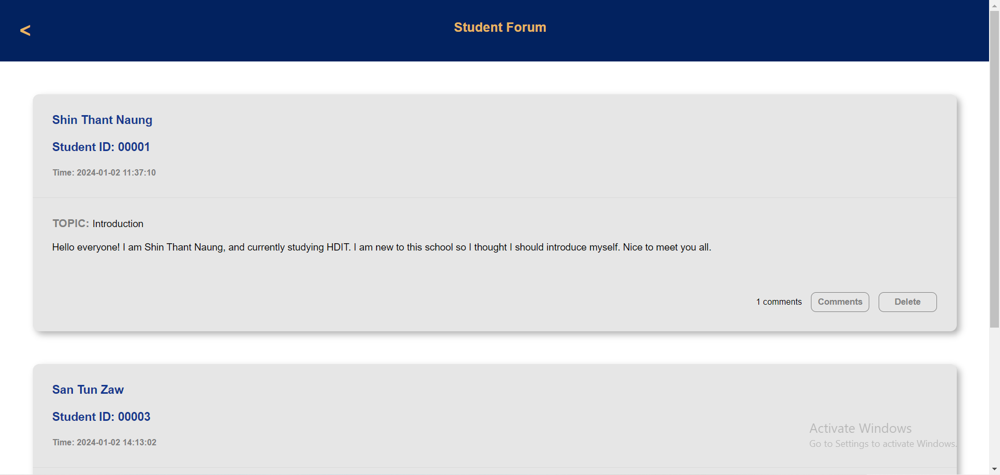 <
Student Forum
Shin Thant Naung
Student ID: 00001
Time: 2024-01-02 11:37:10
TOPIC: Introduction
Hello everyone! I am Shin Thant Naung, and currently studying HDIT. I am new to this school so I thought I should introduce myself. Nice to meet you all.
1 comments Comments Delete
San Tun Zaw
Student ID: 00003
Time: 2024-01-02 14:13:02
Activate Windows
Go to Settings to activate Windows.